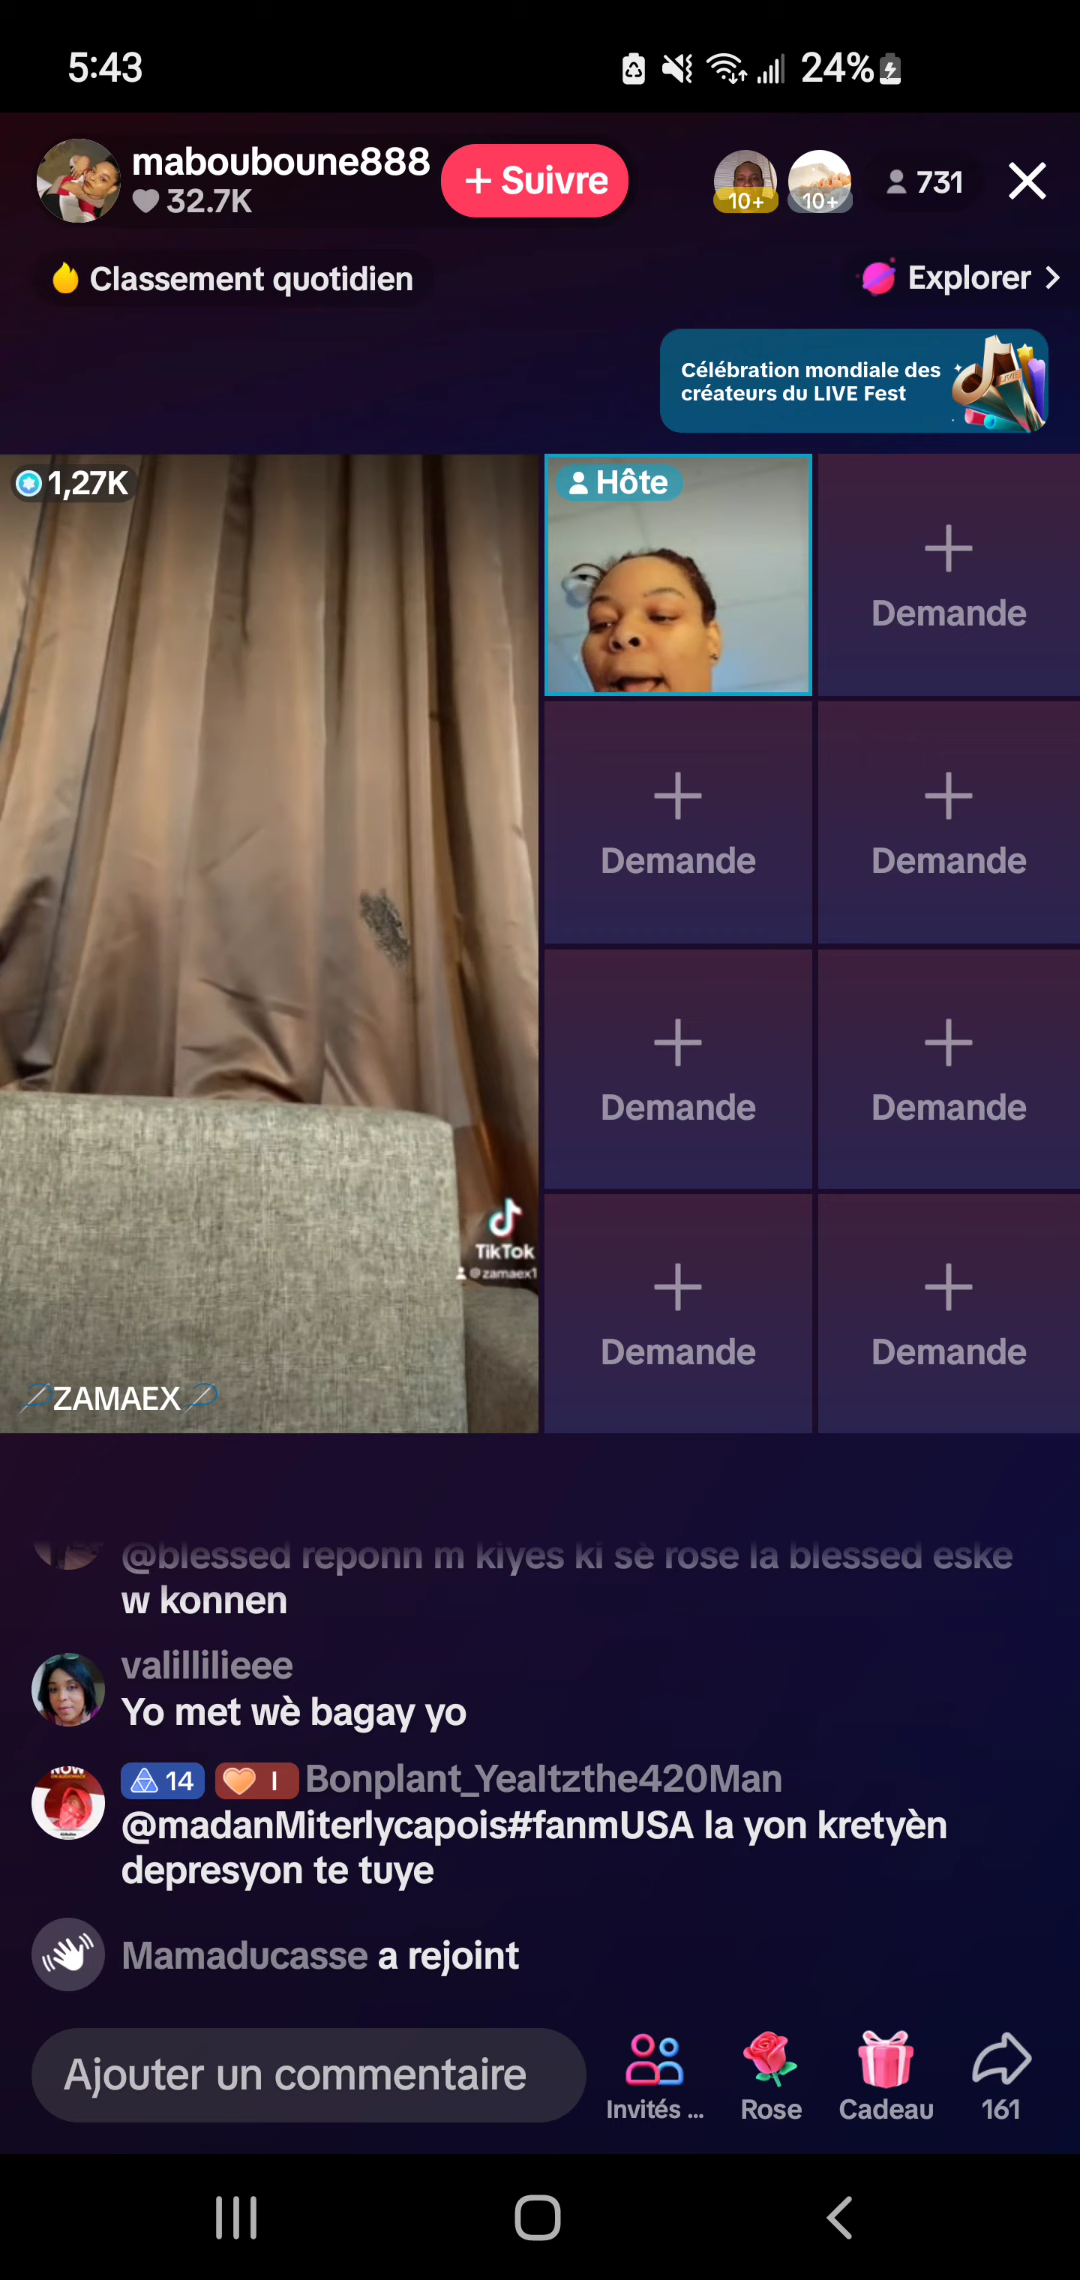 5:43
24%
mabouboune888
+ Suivre
32.7K
10+
10+
731
Classement quotidien
Explorer >
Célébration mondiale des
créateurs du LIVE Fest
LIVE
1,27K
Hôte
Demande
Demande
Demande
Demande
Demande
Demande
Demande
TikTok
@zamaex1
ZAMAEX
@blessed reponn m kiyes ki sè rose la blessed eske
w konnen
valillilieee
Yo met wè bagay yo
NOW
14
I
Bonplant_YeaItzthe420Man
@madanMiterlycapois#fanmUSA la yon kretyèn
depresyon te tuye
Mamaducasse a rejoint
Ajouter un commentaire
Invités ...
Rose
Cadeau
161